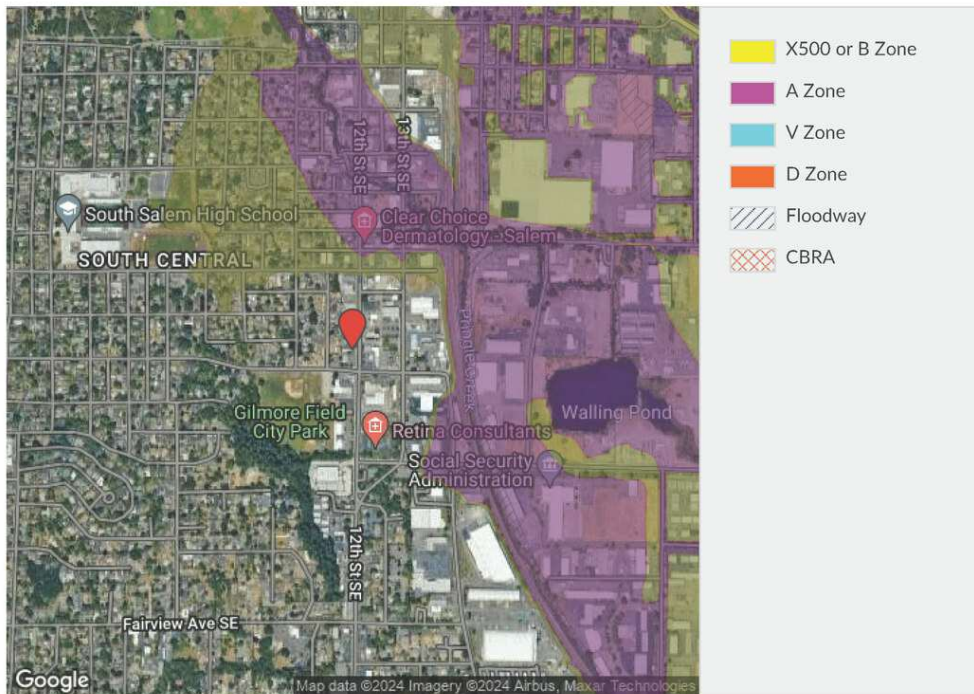 12th St SE
13th St SE
South Salem High School
Clear Choice
Dermatology - Salem
SOUTH CENTRAL
Pringle Creek
Gilmore Field
City Park
Walling Pond
Retina Consultants
Social Security
Administration
12th St SE
Fairview Ave SE
Google
Map data ©2024 Imagery ©2024 Airbus, Maxar Technologies
X500 or B Zone
A Zone
V Zone
D Zone
Floodway
CBRA